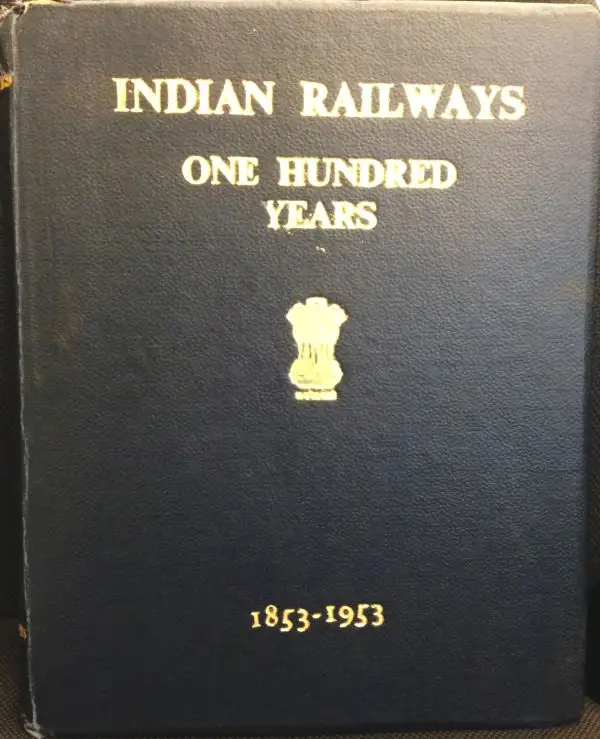 INDIAN RAILWAYS
ONE HUNDRED
YEARS
1853-1953